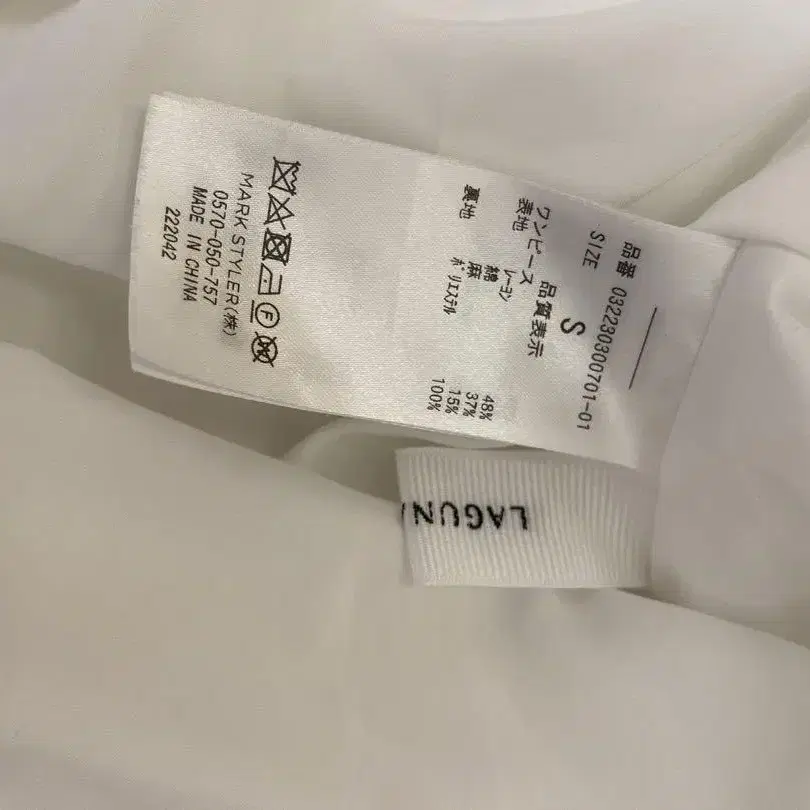 品番 032230300701-01
SIZE S
ワンピース 品質表示
表地 レーヨン 48%
綿 37%
麻 15%
裏地 ポリエステル 100%
MARK STYLER(株)
0570-050-757
MADE IN CHINA
222042
LAGUN